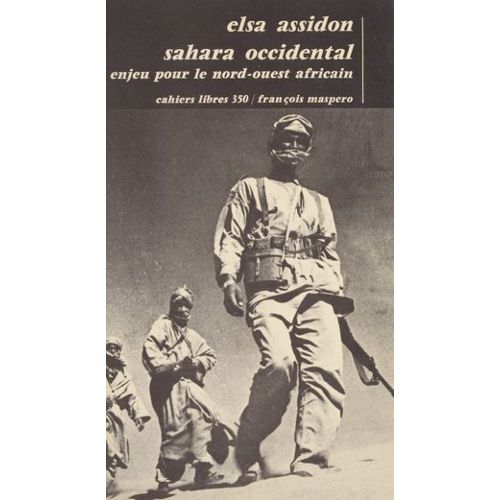 elsa assidon
sahara occidental
enjeu pour le nord-ouest africain
cahiers libres 350 / françois maspero